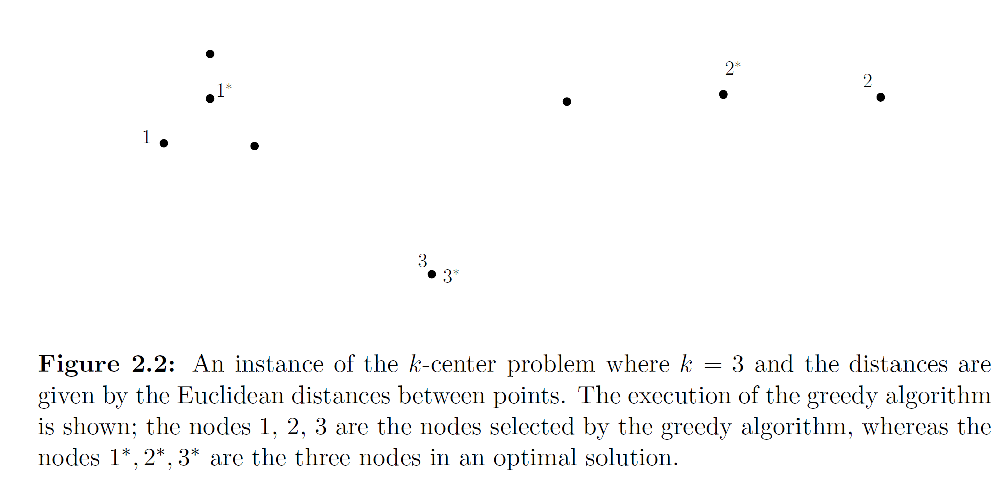 2*
2
1*
1
3
3*
Figure 2.2: An instance of the k-center problem where k = 3 and the distances are
given by the Euclidean distances between points. The execution of the greedy algorithm
is shown; the nodes 1, 2, 3 are the nodes selected by the greedy algorithm, whereas the
nodes 1*, 2*, 3* are the three nodes in an optimal solution.